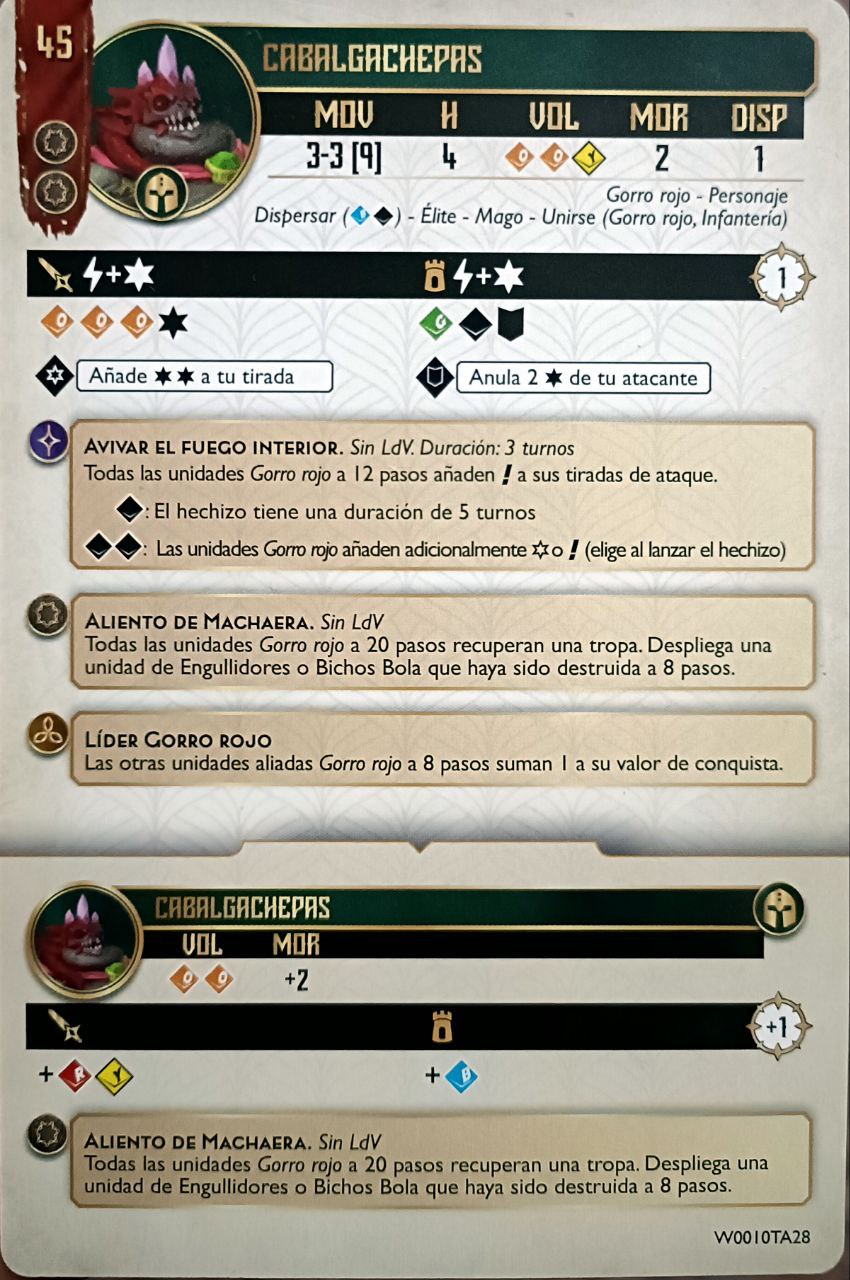 45
CABALGACHEPAS
MOV H VOL MOR DISP
3-3 [9] 4 O O Y 2 1
Gorro rojo - Personaje
Dispersar (B) - Élite - Mago - Unirse (Gorro rojo, Infantería)
+ + 1
O O O G
Añade a tu tirada
Anula 2 de tu atacante
AVIVAR EL FUEGO INTERIOR. Sin LdV. Duración: 3 turnos
Todas las unidades Gorro rojo a 12 pasos añaden ! a sus tiradas de ataque.
: El hechizo tiene una duración de 5 turnos
: Las unidades Gorro rojo añaden adicionalmente o ! (elige al lanzar el hechizo)
ALIENTO DE MACHAERA. Sin LdV
Todas las unidades Gorro rojo a 20 pasos recuperan una tropa. Despliega una
unidad de Engullidores o Bichos Bola que haya sido destruida a 8 pasos.
LÍDER GORRO ROJO
Las otras unidades aliadas Gorro rojo a 8 pasos suman 1 a su valor de conquista.
CABALGACHEPAS
VOL MOR
O O +2
+1
+ R Y + B
ALIENTO DE MACHAERA. Sin LdV
Todas las unidades Gorro rojo a 20 pasos recuperan una tropa. Despliega una
unidad de Engullidores o Bichos Bola que haya sido destruida a 8 pasos.
W0010TA28